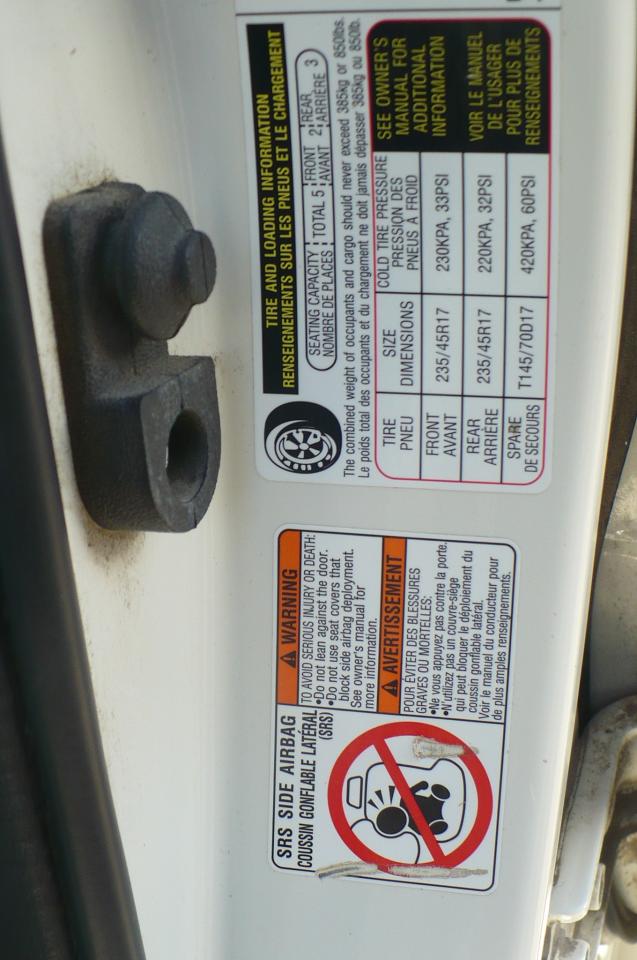 TIRE AND LOADING INFORMATION
RENSEIGNEMENTS SUR LES PNEUS ET LE CHARGEMENT
SEATING CAPACITY TOTAL 5 FRONT 2 REAR 3
NOMBRE DE PLACES AVANT ARRIÈRE
The combined weight of occupants and cargo should never exceed 385kg or 850lbs.
Le poids total des occupants et du chargement ne doit jamais dépasser 385kg ou 850lb.
TIRE SIZE COLD TIRE PRESSURE
PNEU DIMENSIONS PRESSION DES
PNEUS À FROID
FRONT 235/45R17 230KPA, 33PSI
AVANT
REAR 235/45R17 220KPA, 32PSI
ARRIÈRE
SPARE T145/70D17 420KPA, 60PSI
DE SECOURS
SEE OWNER'S
MANUAL FOR
ADDITIONAL
INFORMATION
VOIR LE MANUEL
DE L'USAGER
POUR PLUS DE
RENSEIGNEMENTS
SRS SIDE AIRBAG
COUSSIN GONFLABLE LATÉRAL
(SRS)
WARNING
TO AVOID SERIOUS INJURY OR DEATH:
•Do not lean against the door.
•Do not use seat covers that
block side airbag deployment.
See owner's manual for
more information.
AVERTISSEMENT
POUR ÉVITER DES BLESSURES
GRAVES OU MORTELLES:
•Ne vous appuyez pas contre la porte.
•N'utilizez pas un couvre-siège
qui peut bloquer le déploiement du
coussin gonflable latéral.
Voir le manuel du conducteur pour
de plus amples renseignements.